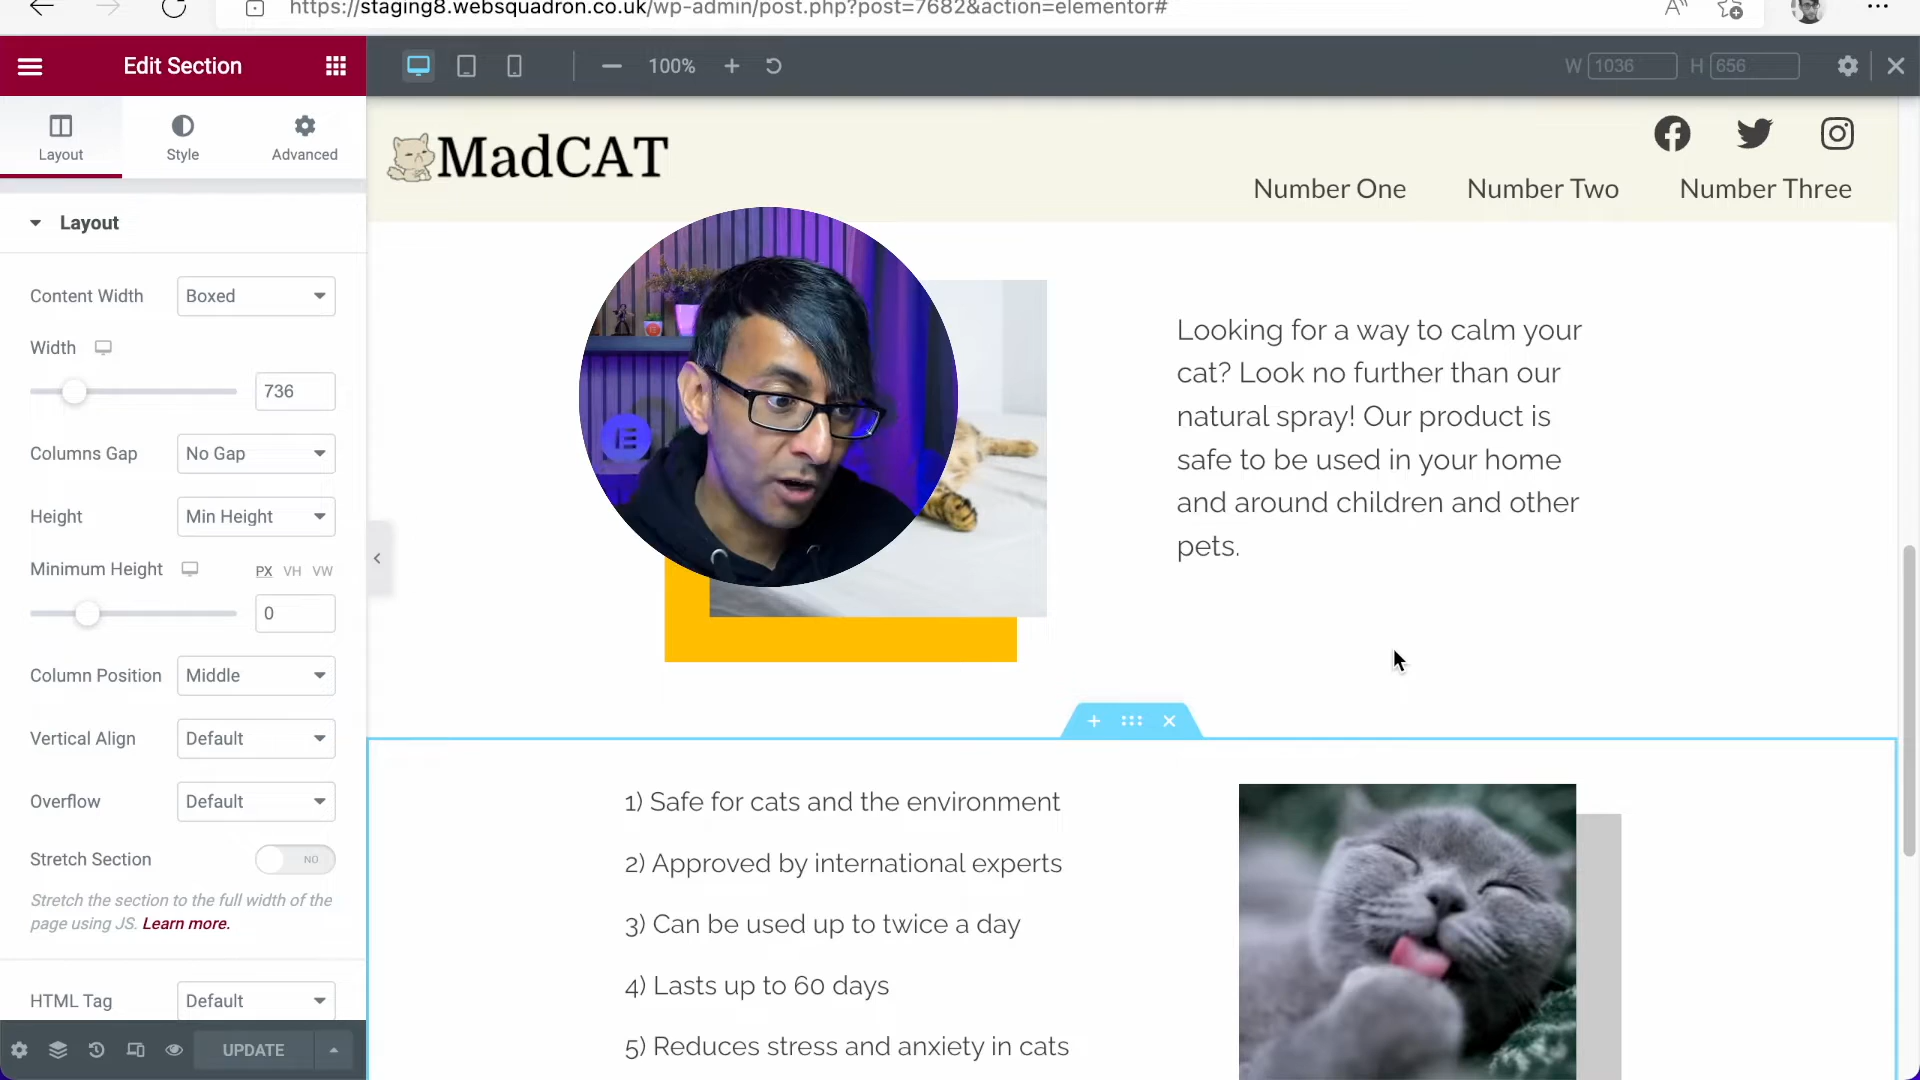 https://staging8.websquadron.co.uk/wp-admin/post.php?post=7682&action=elementor#
Edit Section
100%
W 1036 H 656
Layout
Style
Advanced
Layout
Content Width Boxed
Width
736
Columns Gap No Gap
Height Min Height
Minimum Height PX VH VW
0
Column Position Middle
Vertical Align Default
Overflow Default
Stretch Section NO
Stretch the section to the full width of the
page using JS. Learn more.
HTML Tag Default
UPDATE
MadCAT
Number One Number Two Number Three
Looking for a way to calm your
cat? Look no further than our
natural spray! Our product is
safe to be used in your home
and around children and other
pets.
1) Safe for cats and the environment
2) Approved by international experts
3) Can be used up to twice a day
4) Lasts up to 60 days
5) Reduces stress and anxiety in cats